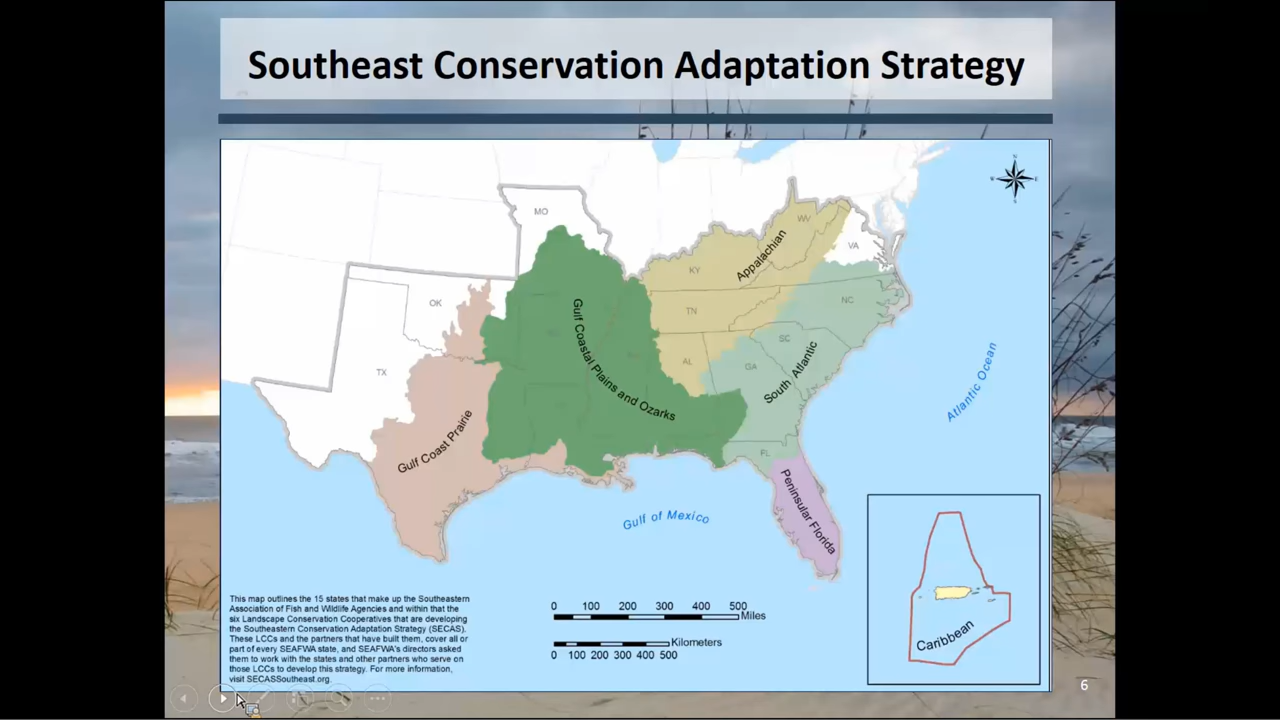 Southeast Conservation Adaptation Strategy
MO
WV
VA
Appalachian
KY
OK
NC
TN
SC
AL
GA
TX
Gulf Coastal Plains and Ozarks
South Atlantic
Atlantic Ocean
Gulf Coast Prairie
FL
Peninsular Florida
Gulf of Mexico
Caribbean
This map outlines the 15 states that make up the Southeastern
Association of Fish and Wildlife Agencies and within that the
six Landscape Conservation Cooperatives that are developing
the Southeastern Conservation Adaptation Strategy (SECAS).
These LCCs and the partners that have built them, cover all or
part of every SEAFWA state, and SEAFWA's directors asked
them to work with the states and other partners who serve on
those LCCs to develop this strategy. For more information,
visit SECASSoutheast.org.
0 100 200 300 400 500
Miles
Kilometers
0 100 200 300 400 500
6